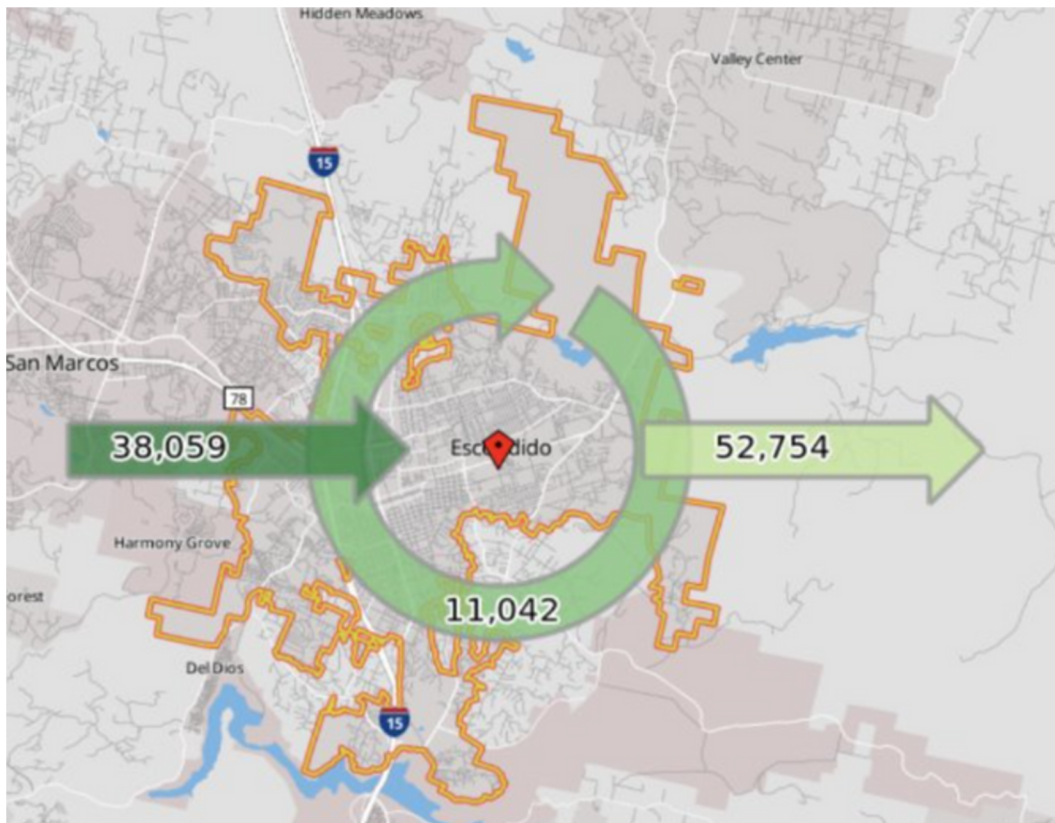 Hidden Meadows
Valley Center
15
San Marcos
78
38,059
52,754
Harmony Grove
orest
11,042
Del Dios
15